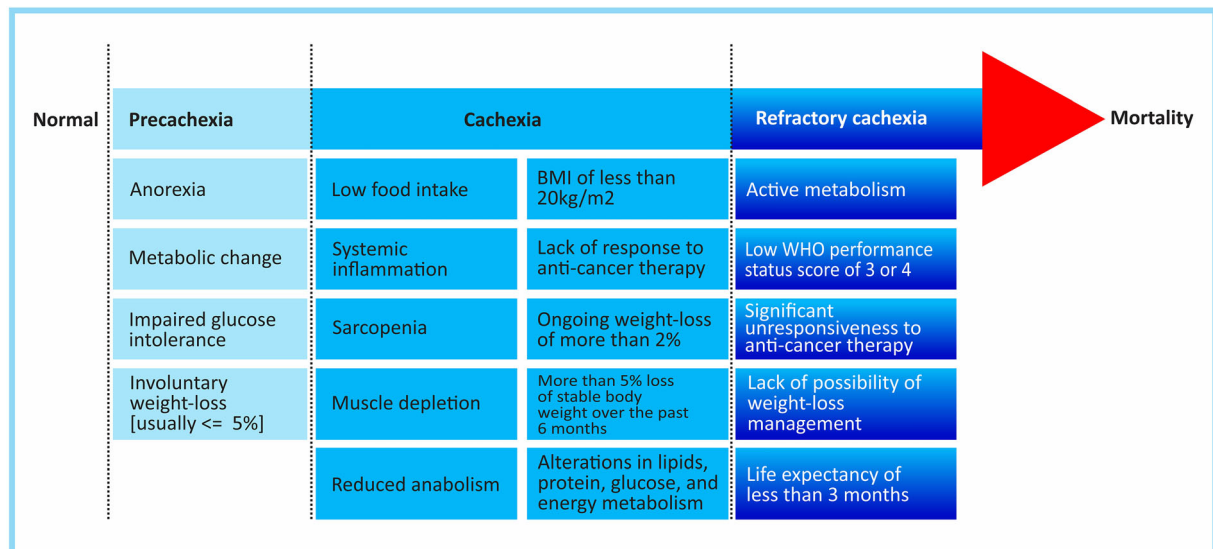 Normal
Precachexia
Cachexia
Refractory cachexia
Mortality
Anorexia
Low food intake
BMI of less than
20kg/m2
Active metabolism
Metabolic change
Systemic
inflammation
Lack of response to
anti-cancer therapy
Low WHO performance
status score of 3 or 4
Impaired glucose
intolerance
Sarcopenia
Ongoing weight-loss
of more than 2%
Significant
unresponsiveness to
anti-cancer therapy
Involuntary
weight-loss
[usually <= 5%]
Muscle depletion
More than 5% loss
of stable body
weight over the past
6 months
Lack of possibility of
weight-loss
management
Reduced anabolism
Alterations in lipids,
protein, glucose, and
energy metabolism
Life expectancy of
less than 3 months